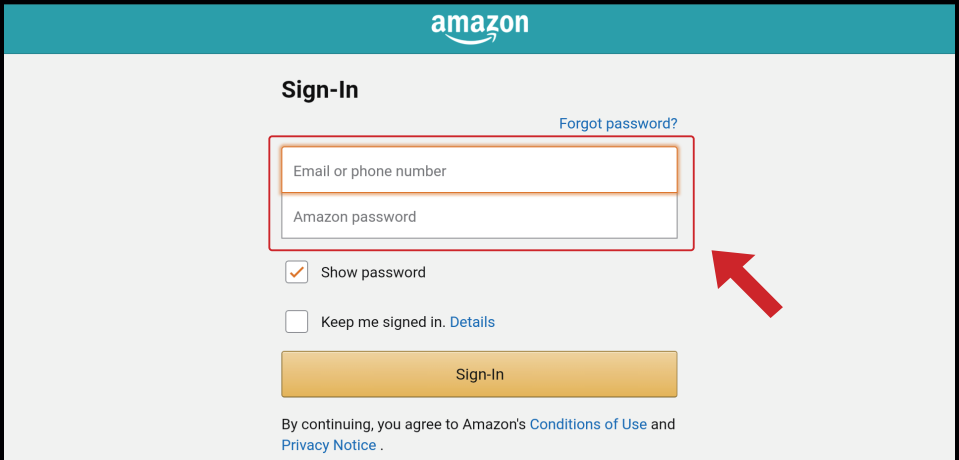 amazon
Sign-In
Forgot password?
Email or phone number
Amazon password
Show password
Keep me signed in. Details
Sign-In
By continuing, you agree to Amazon's Conditions of Use and
Privacy Notice .